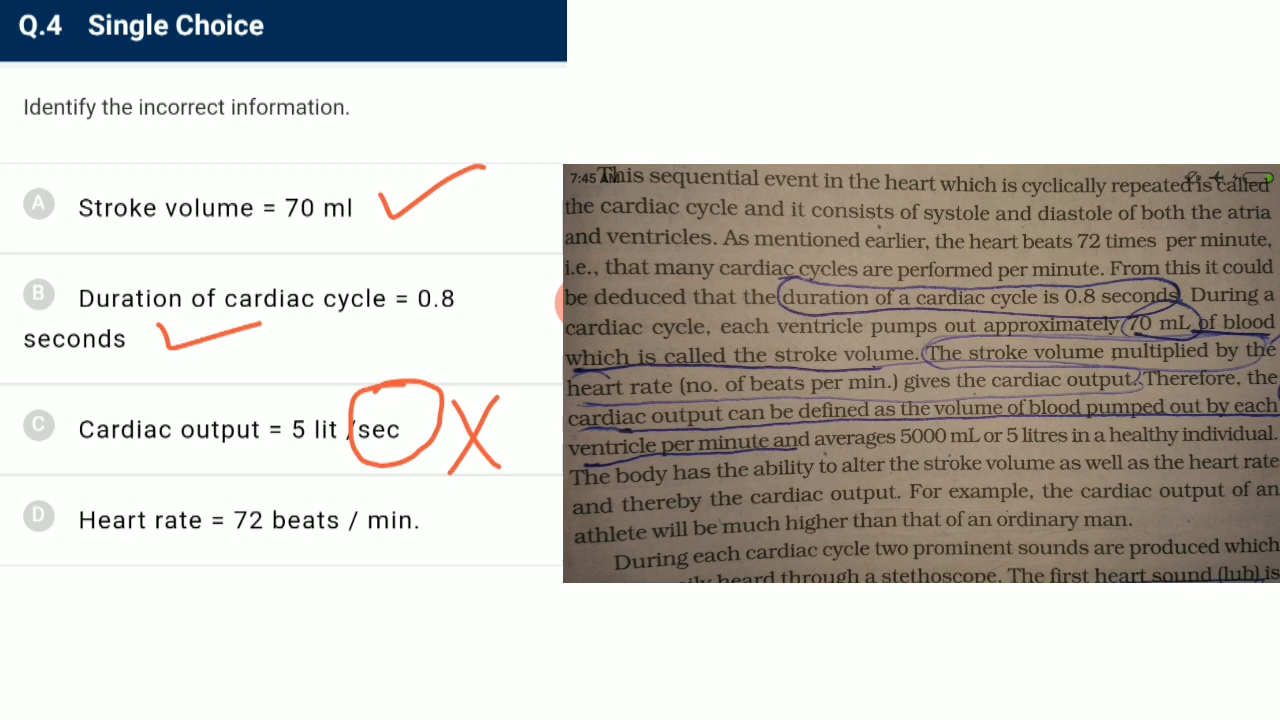 Q.4 Single Choice
Identify the incorrect information.
A Stroke volume = 70 ml
B Duration of cardiac cycle = 0.8
seconds
C Cardiac output = 5 lit /sec
D Heart rate = 72 beats / min.
7:45 AM
This sequential event in the heart which is cyclically repeated is called
the cardiac cycle and it consists of systole and diastole of both the atria
and ventricles. As mentioned earlier, the heart beats 72 times per minute,
i.e., that many cardiac cycles are performed per minute. From this it could
be deduced that the duration of a cardiac cycle is 0.8 seconds. During a
cardiac cycle, each ventricle pumps out approximately 70 mL of blood
which is called the stroke volume. The stroke volume multiplied by the
heart rate (no. of beats per min.) gives the cardiac output. Therefore, the
cardiac output can be defined as the volume of blood pumped out by each
ventricle per minute and averages 5000 mL or 5 litres in a healthy individual.
The body has the ability to alter the stroke volume as well as the heart rate
and thereby the cardiac output. For example, the cardiac output of an
athlete will be much higher than that of an ordinary man.
During each cardiac cycle two prominent sounds are produced which
heard through a stethoscope. The first heart sound (lub) is